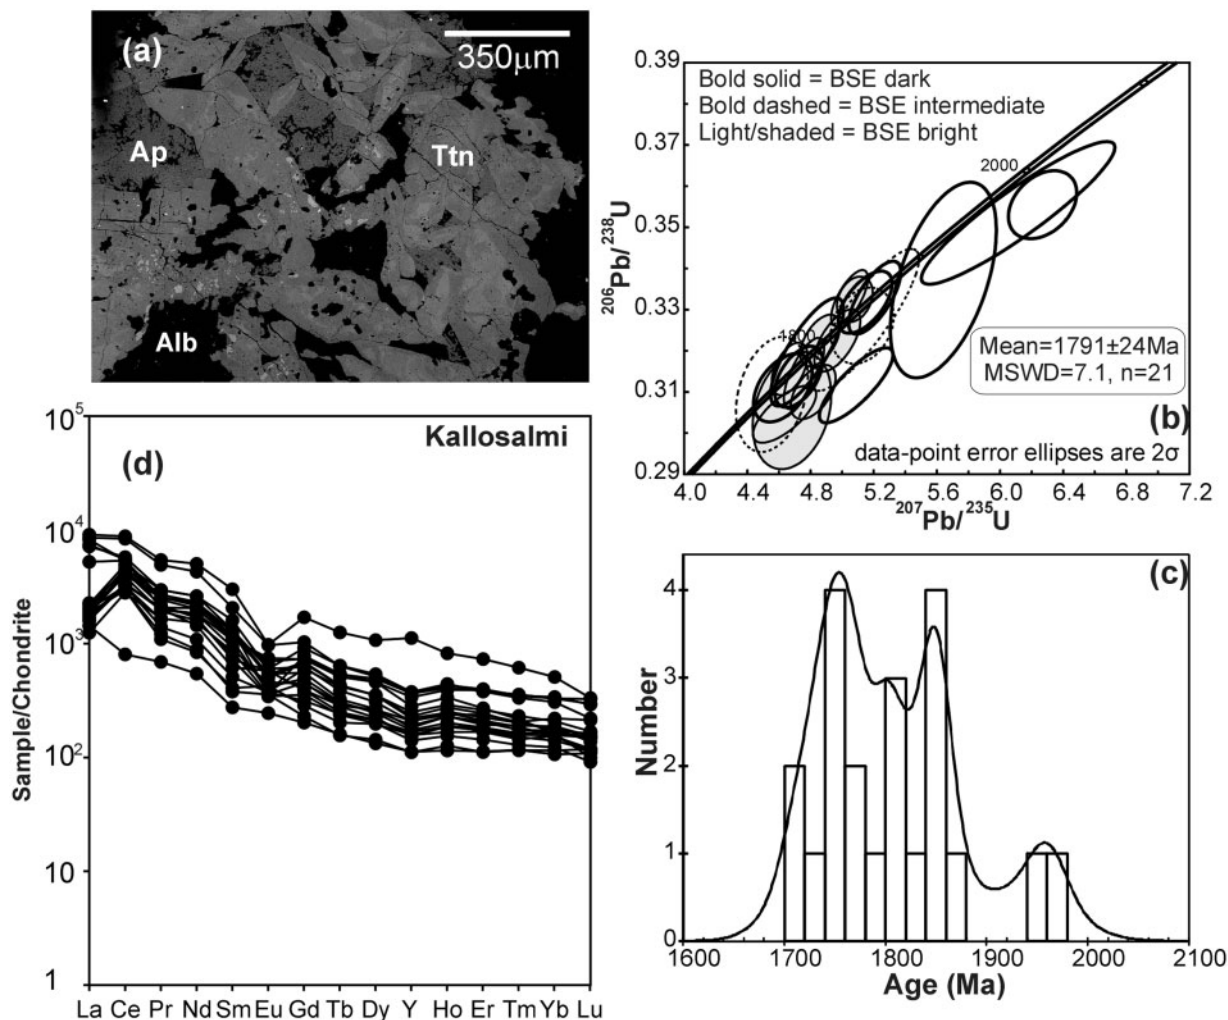 (a)
350μm
Ap
Ttn
Alb
Bold solid = BSE dark
Bold dashed = BSE intermediate
Light/shaded = BSE bright
2000
1800
Mean=1791±24Ma
MSWD=7.1, n=21
(b)
data-point error ellipses are 2σ
0.39
0.37
0.35
0.33
0.31
0.29
206Pb/238U
4.0 4.4 4.8 5.2 5.6 6.0 6.4 6.8 7.2
207Pb/235U
(d)
Kallosalmi
10^5
10^4
10^3
10^2
10
1
Sample/Chondrite
La Ce Pr Nd Sm Eu Gd Tb Dy Y Ho Er Tm Yb Lu
(c)
4
3
2
1
0
Number
1600 1700 1800 1900 2000 2100
Age (Ma)